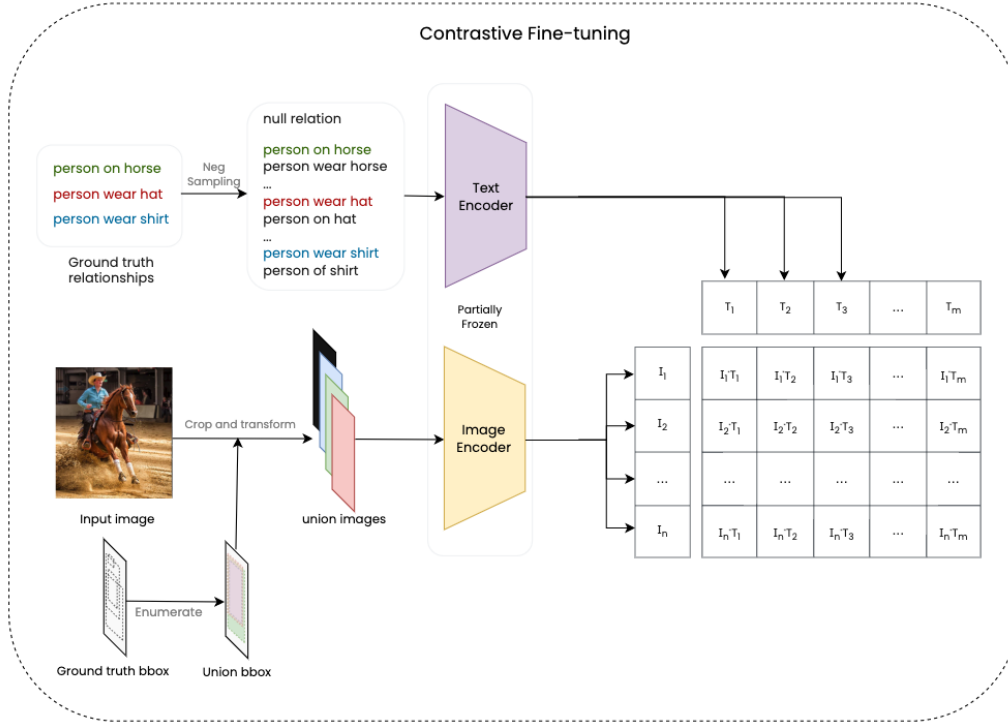 Contrastive Fine-tuning
person on horse
person wear hat
person wear shirt
Ground truth
relationships
Neg
Sampling
null relation
person on horse
person wear horse
...
person wear hat
person on hat
...
person wear shirt
person of shirt
Text
Encoder
Partially
Frozen
Image
Encoder
Input image
Crop and transform
union images
Ground truth bbox
Enumerate
Union bbox
T1 T2 T3 ... Tm
I1 I1·T1 I1·T2 I1·T3 ... I1·Tm
I2 I2·T1 I2·T2 I2·T3 ... I2·Tm
... ... ... ... ... ...
In In·T1 In·T2 In·T3 ... In·Tm